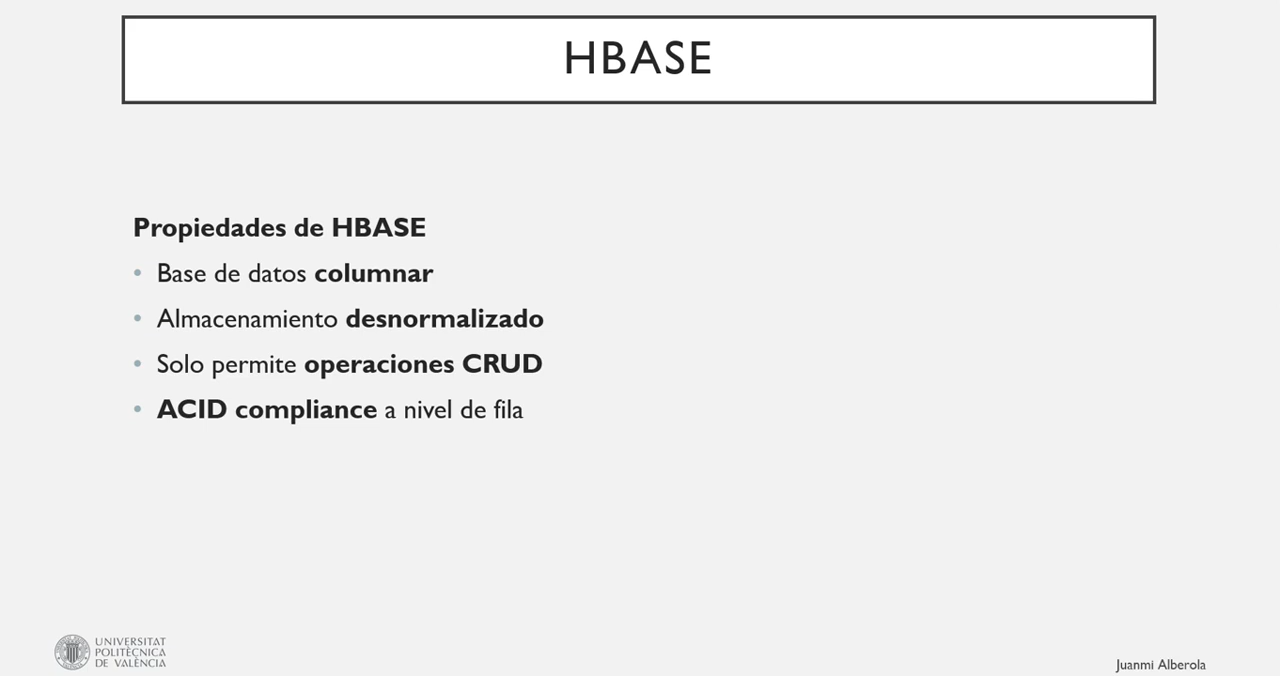 HBASE
Propiedades de HBASE
• Base de datos columnar
• Almacenamiento desnormalizado
• Solo permite operaciones CRUD
• ACID compliance a nivel de fila
UNIVERSITAT
POLITÈCNICA
DE VALÈNCIA
Juanmi Alberola